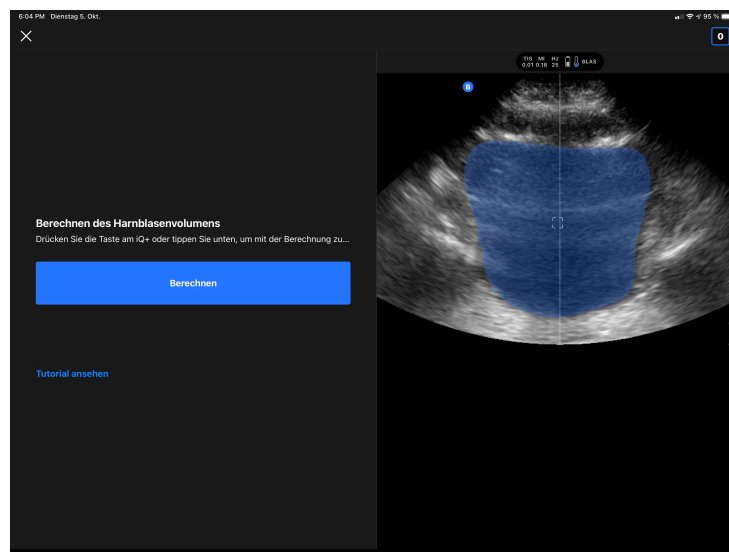 6:04 PM Dienstag 5. Okt.
95 %
0
TIS MI Hz
0.01 0.18 25 BLAS
B
Berechnen des Harnblasenvolumens
Drücken Sie die Taste am iQ+ oder tippen Sie unten, um mit der Berechnung zu...
Berechnen
Tutorial ansehen